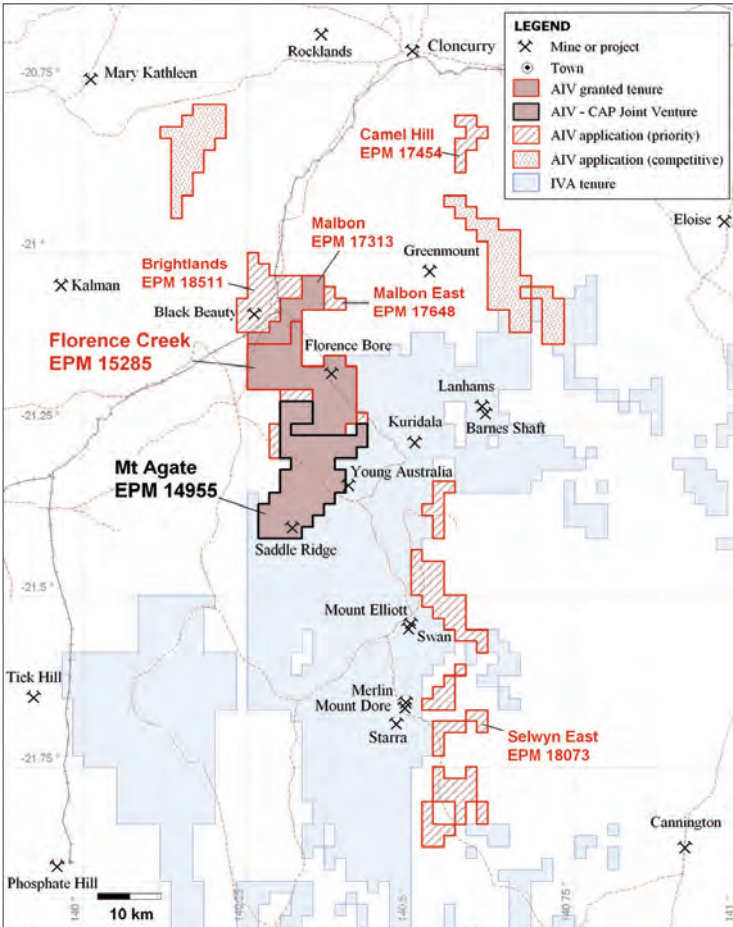 LEGEND
Mine or project
Town
AIV granted tenure
AIV - CAP Joint Venture
AIV application (priority)
AIV application (competitive)
IVA tenure
Rocklands
Cloncurry
-20.75°
Mary Kathleen
Camel Hill
EPM 17454
Eloise
-21°
Malbon
EPM 17313
Greenmount
Brightlands
EPM 18511
Kalman
Malbon East
EPM 17648
Black Beauty
Florence Creek
EPM 15285
Florence Bore
Lanhams
-21.25°
Barnes Shaft
Kuridala
Mt Agate
EPM 14955
Young Australia
Saddle Ridge
-21.5°
Mount Elliott
Swan
Tick Hill
Merlin
Mount Dore
Starra
Selwyn East
EPM 18073
-21.75°
Cannington
Phosphate Hill
10 km
140°
140.25°
140.5°
140.75°
141°